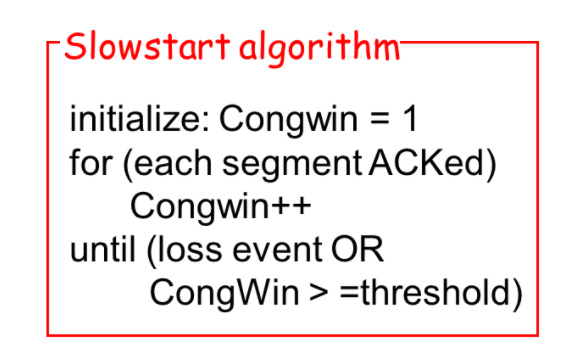 Slowstart algorithm
initialize: Congwin = 1
for (each segment ACKed)
Congwin++
until (loss event OR
CongWin > =threshold)